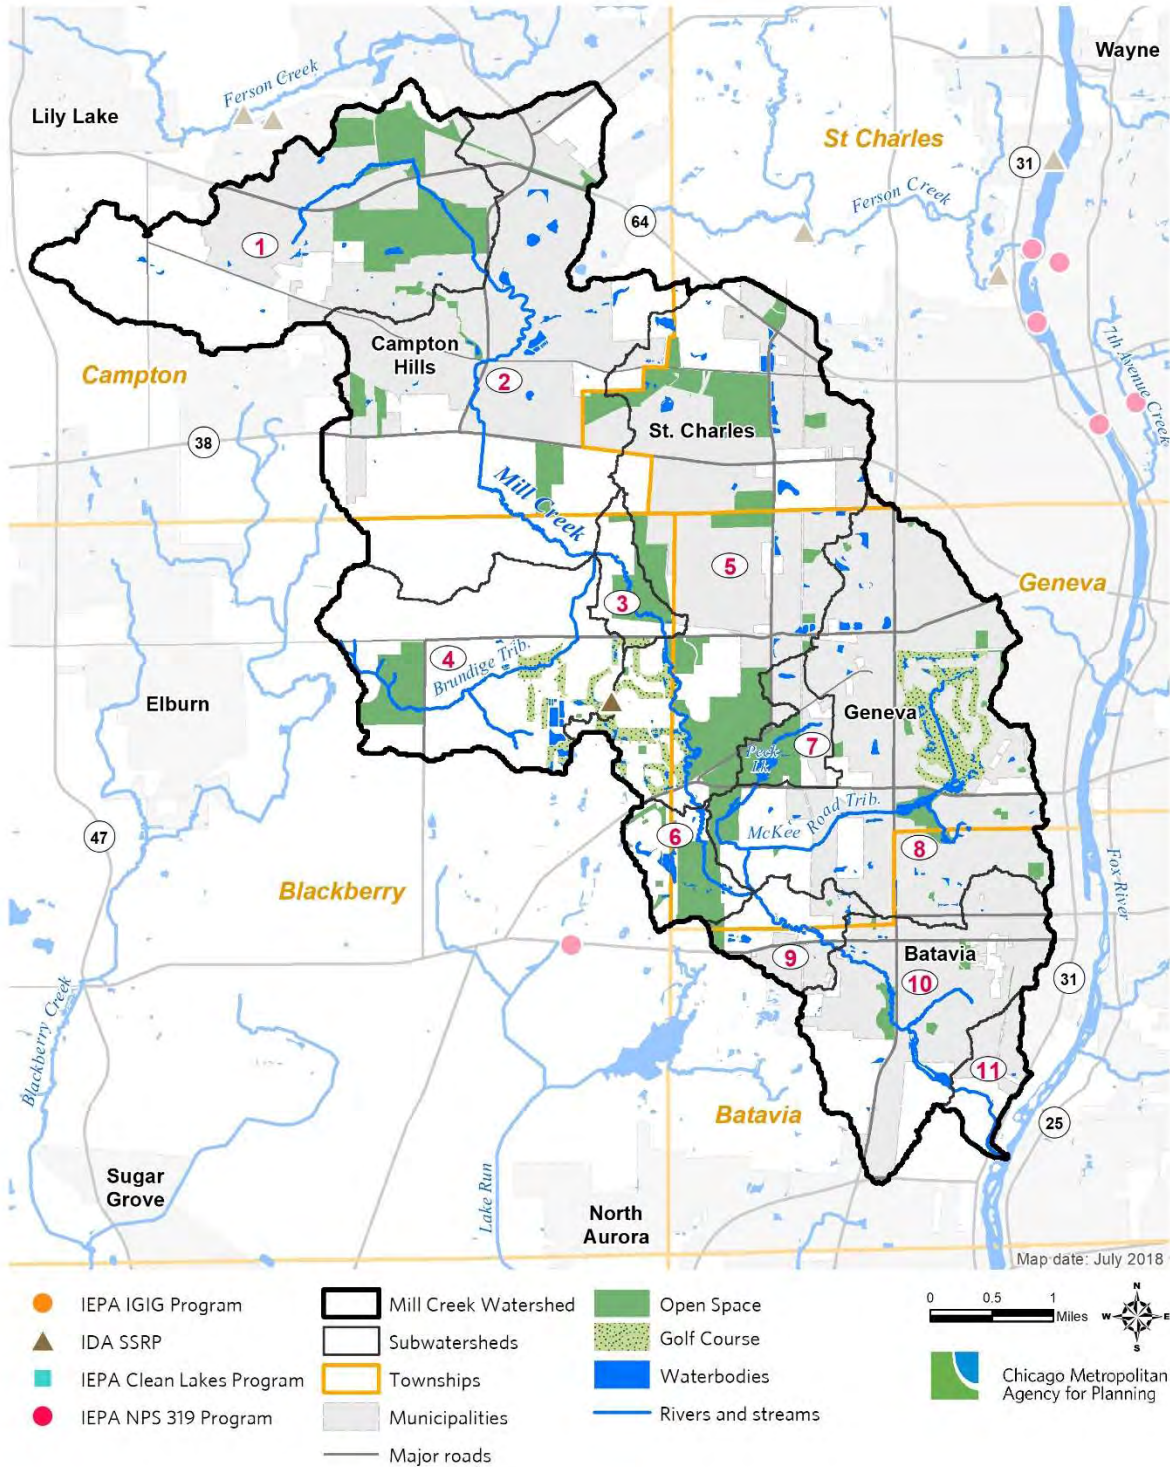 Wayne
Lily Lake
Ferson Creek
St Charles
31
Ferson Creek
64
1
7th Avenue Creek
Campton
Hills
Campton
2
38
St. Charles
Mill Creek
5
Geneva
3
4
Brundige Trib.
Elburn
Geneva
7
Peck
Lk.
McKee Road Trib.
47
6
8
Blackberry
Fox River
Batavia
9
10
31
Blackberry Creek
11
Batavia
25
Sugar
Grove
Lake Run
North
Aurora
Map date: July 2018
IEPA IGIG Program
IDA SSRP
IEPA Clean Lakes Program
IEPA NPS 319 Program
Mill Creek Watershed
Subwatersheds
Townships
Municipalities
Major roads
Open Space
Golf Course
Waterbodies
Rivers and streams
0 0.5 1
Miles
N
W E
S
Chicago Metropolitan
Agency for Planning